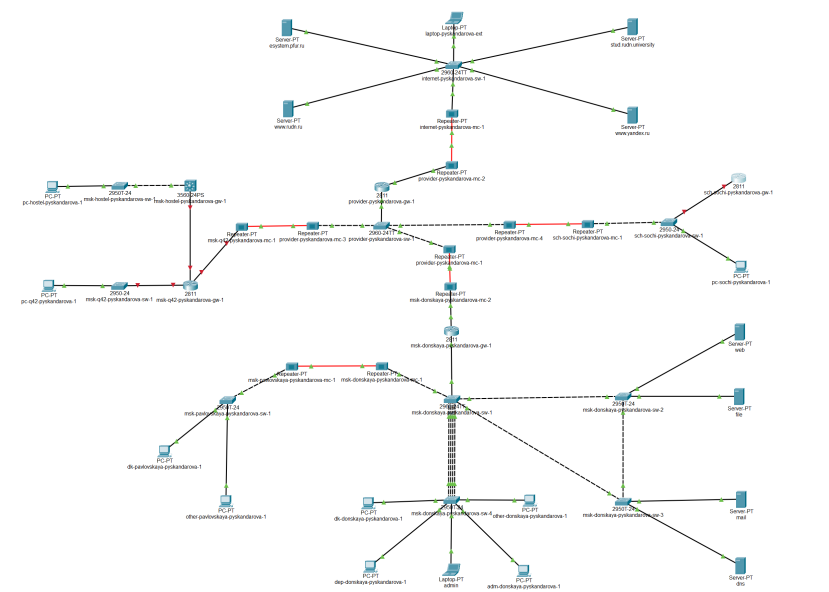 Laptop-PT
laptop-pyskandarova-ext
Server-PT
esystem.pfur.ru
Server-PT
stud.rudn.university
2960-24TT
internet-pyskandarova-sw-1
Server-PT
www.rudn.ru
Server-PT
www.yandex.ru
Repeater-PT
internet-pyskandarova-mc-1
Repeater-PT
provider-pyskandarova-mc-2
2811
provider-pyskandarova-gw-1
PC-PT
pc-hostel-pyskandarova-1
2950T-24
msk-hostel-pyskandarova-sw-1
3560-24PS
msk-hostel-pyskandarova-gw-1
2811
sch-sochi-pyskandarova-gw-1
Repeater-PT
msk-q42-pyskandarova-mc-1
Repeater-PT
provider-pyskandarova-mc-3
2960-24TT
provider-pyskandarova-sw-1
Repeater-PT
provider-pyskandarova-mc-4
Repeater-PT
sch-sochi-pyskandarova-mc-1
2950-24
sch-sochi-pyskandarova-sw-1
Repeater-PT
provider-pyskandarova-mc-1
PC-PT
pc-sochi-pyskandarova-1
PC-PT
pc-q42-pyskandarova-1
2950-24
msk-q42-pyskandarova-sw-1
2811
msk-q42-pyskandarova-gw-1
Repeater-PT
msk-donskaya-pyskandarova-mc-2
2811
msk-donskaya-pyskandarova-gw-1
Server-PT
web
Repeater-PT
msk-pavlovskaya-pyskandarova-mc-1
Repeater-PT
msk-donskaya-pyskandarova-mc-1
2950T-24
msk-pavlovskaya-pyskandarova-sw-1
msk-donskaya-pyskandarova-sw-1
2950T-24
msk-donskaya-pyskandarova-sw-2
Server-PT
file
PC-PT
dk-pavlovskaya-pyskandarova-1
PC-PT
other-pavlovskaya-pyskandarova-1
PC-PT
dk-donskaya-pyskandarova-1
2950T-24
msk-donskaya-pyskandarova-sw-4
PC-PT
other-donskaya-pyskandarova-1
2950T-24
msk-donskaya-pyskandarova-sw-3
Server-PT
mail
PC-PT
dep-donskaya-pyskandarova-1
Laptop-PT
admin
PC-PT
adm-donskaya-pyskandarova-1
Server-PT
dns